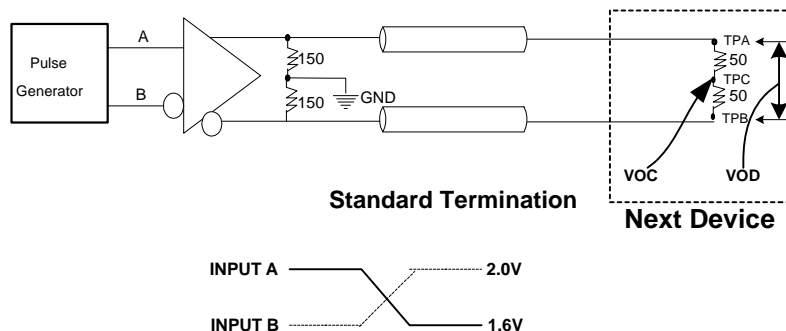 A
B
Pulse
Generator
150
150
GND
TPA
50
TPC
50
TPB
VOC
VOD
Standard Termination
Next Device
INPUT A
2.0V
INPUT B
1.6V